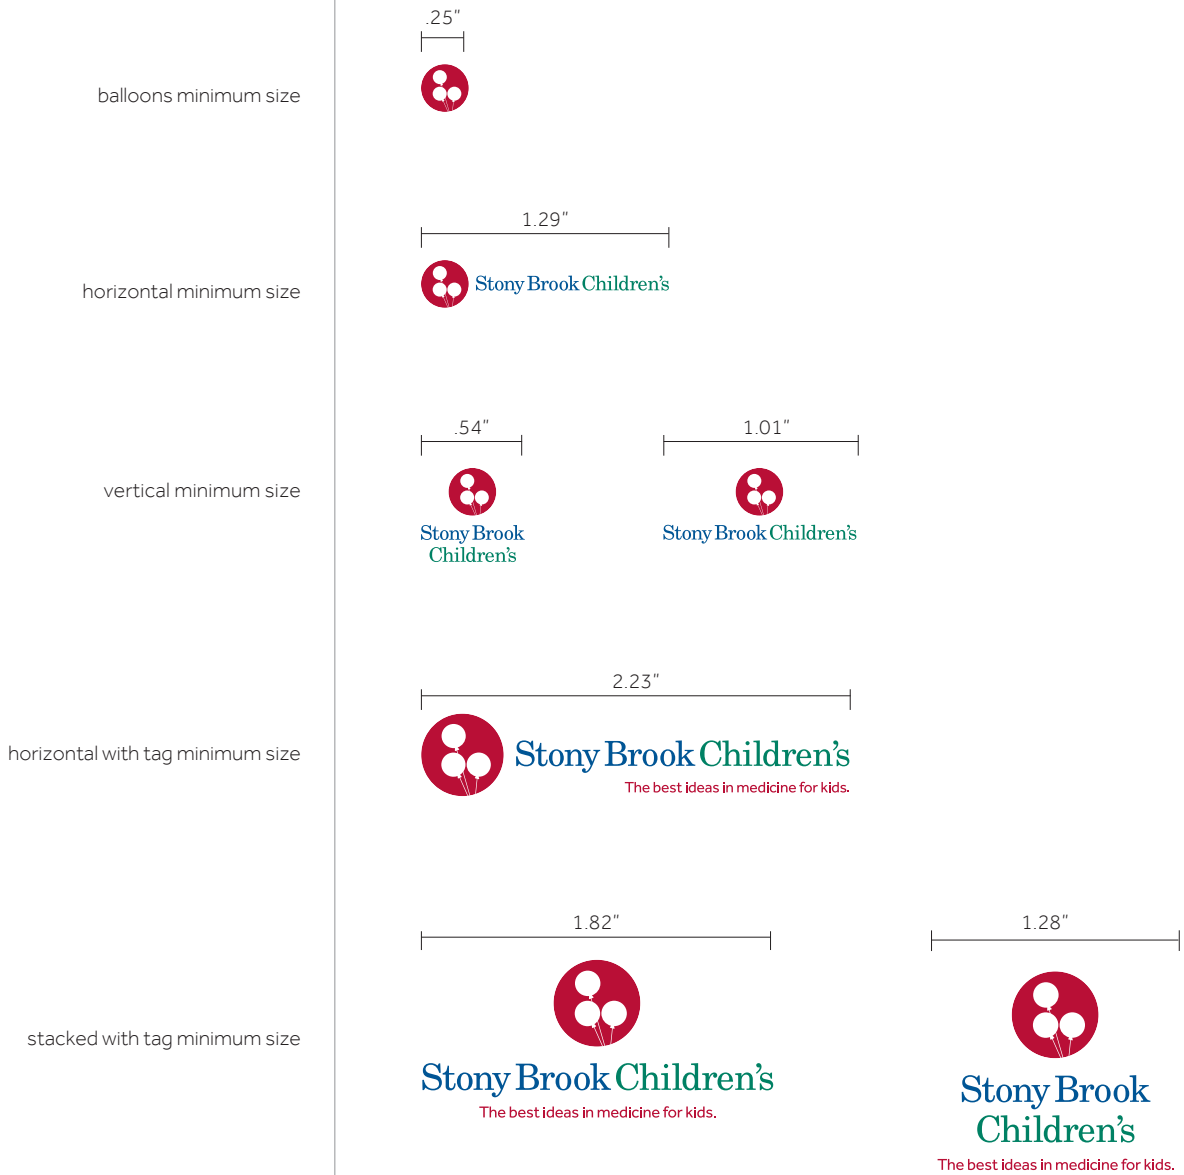 .25"
balloons minimum size
1.29"
horizontal minimum size
Stony Brook Children's
.54"
1.01"
vertical minimum size
Stony Brook
Children's
Stony Brook Children's
2.23"
horizontal with tag minimum size
Stony Brook Children's
The best ideas in medicine for kids.
1.82"
1.28"
stacked with tag minimum size
Stony Brook Children's
The best ideas in medicine for kids.
Stony Brook
Children's
The best ideas in medicine for kids.